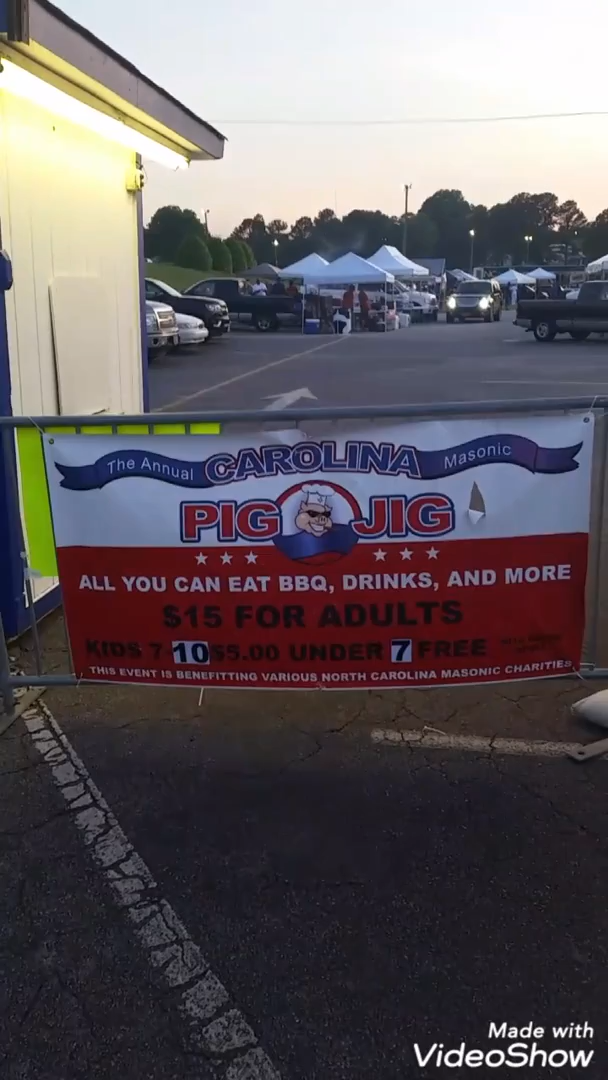 The Annual CAROLINA Masonic
PIG JIG
ALL YOU CAN EAT BBQ, DRINKS, AND MORE
$15 FOR ADULTS
KIDS 7-10 $5.00 UNDER 7 FREE
THIS EVENT IS BENEFITTING VARIOUS NORTH CAROLINA MASONIC CHARITIES
Made with
VideoShow